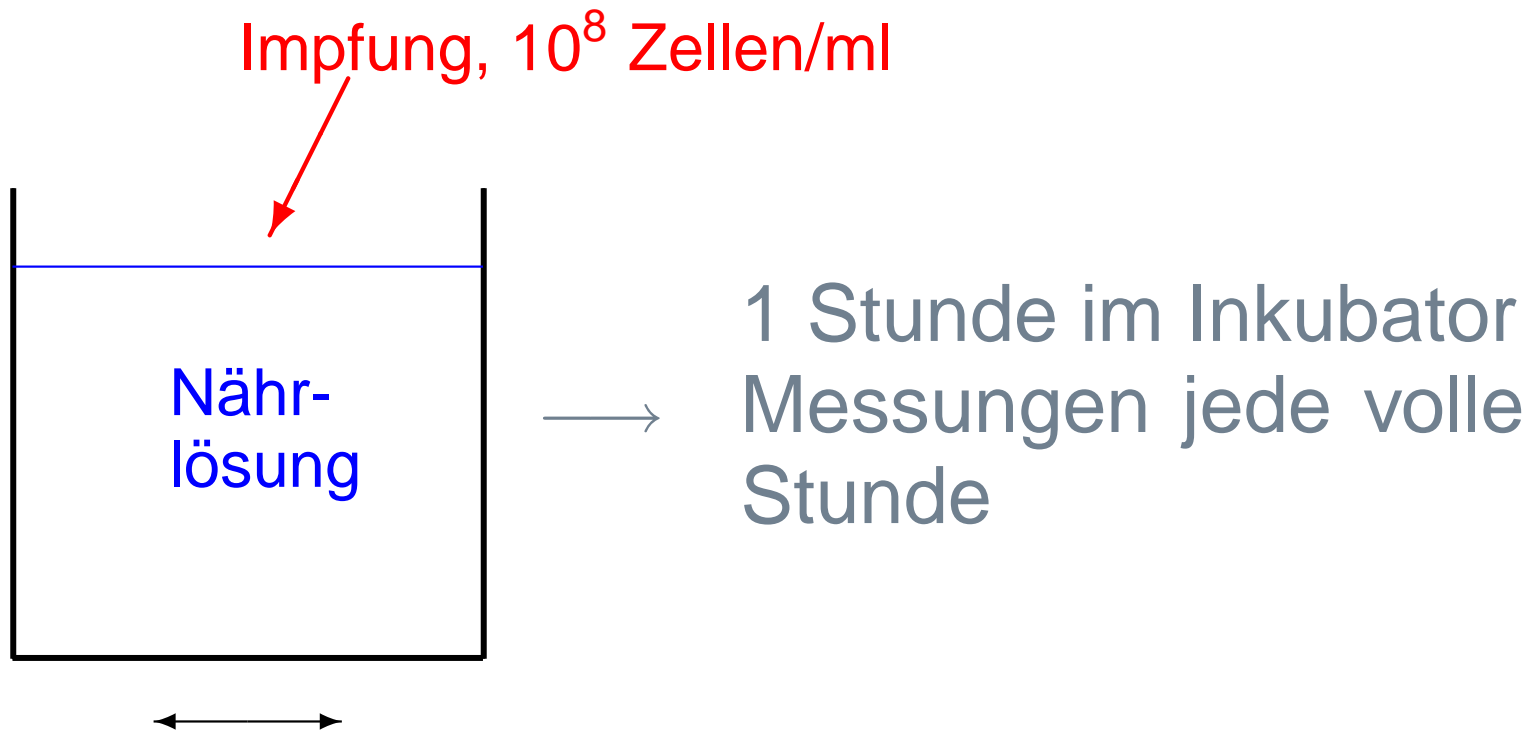 Impfung, 10⁸ Zellen/ml
Nähr-
lösung
1 Stunde im Inkubator
Messungen jede volle
Stunde